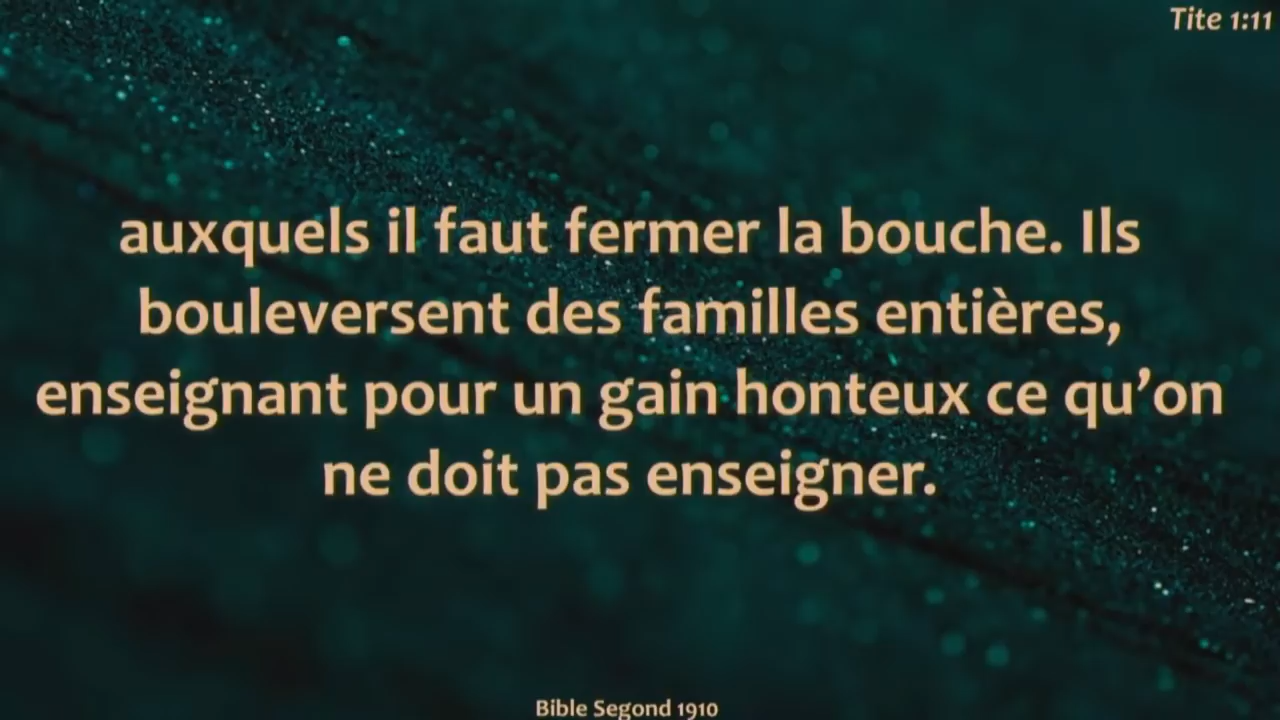 Tite 1:11
auxquels il faut fermer la bouche. Ils
bouleversent des familles entières,
enseignant pour un gain honteux ce qu’on
ne doit pas enseigner.
Bible Segond 1910